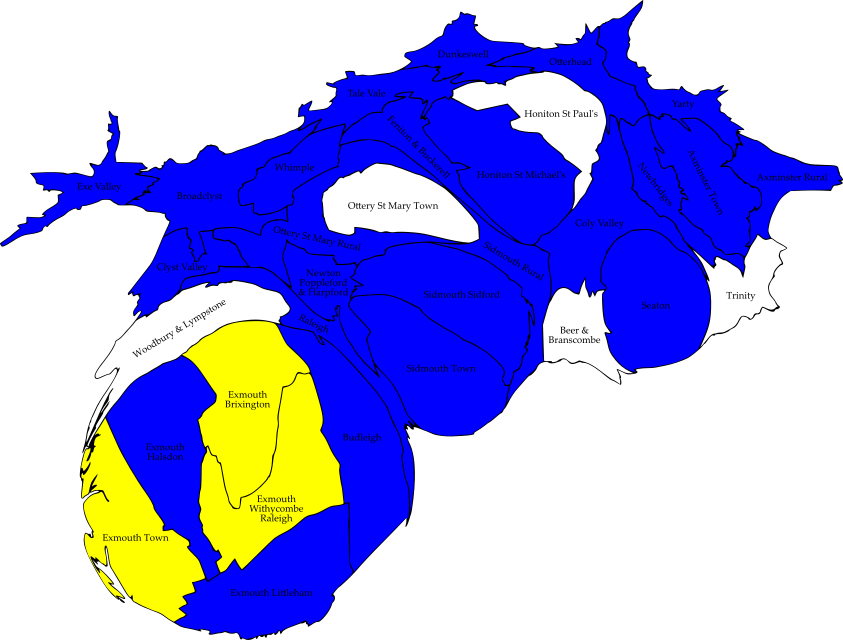 Dunkeswell
Otterhead
Tale Vale
Yarty
Honiton St Paul's
Feniton & Buckerell
Whimple
Honiton St Michael's
Newbridges
Axminster Town
Axminster Rural
Exe Valley
Broadclyst
Ottery St Mary Town
Coly Valley
Ottery St Mary Rural
Sidmouth Rural
Clyst Valley
Newton
Poppleford
& Harpford
Sidmouth Sidford
Trinity
Seaton
Woodbury & Lympstone
Raleigh
Beer &
Branscombe
Sidmouth Town
Exmouth
Brixington
Budleigh
Exmouth
Halsdon
Exmouth
Withycombe
Raleigh
Exmouth Town
Exmouth Littleham